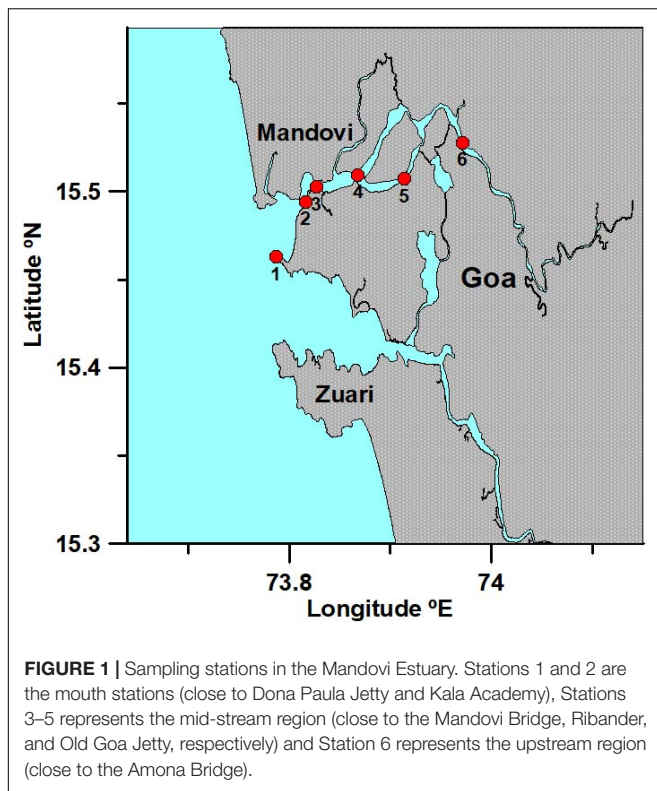 Mandovi
6
15.5
3
4
2
5
1
Goa
Latitude ºN
15.4
Zuari
15.3
73.8
74
Longitude ºE
FIGURE 1 | Sampling stations in the Mandovi Estuary. Stations 1 and 2 are
the mouth stations (close to Dona Paula Jetty and Kala Academy), Stations
3–5 represents the mid-stream region (close to the Mandovi Bridge, Ribander,
and Old Goa Jetty, respectively) and Station 6 represents the upstream region
(close to the Amona Bridge).